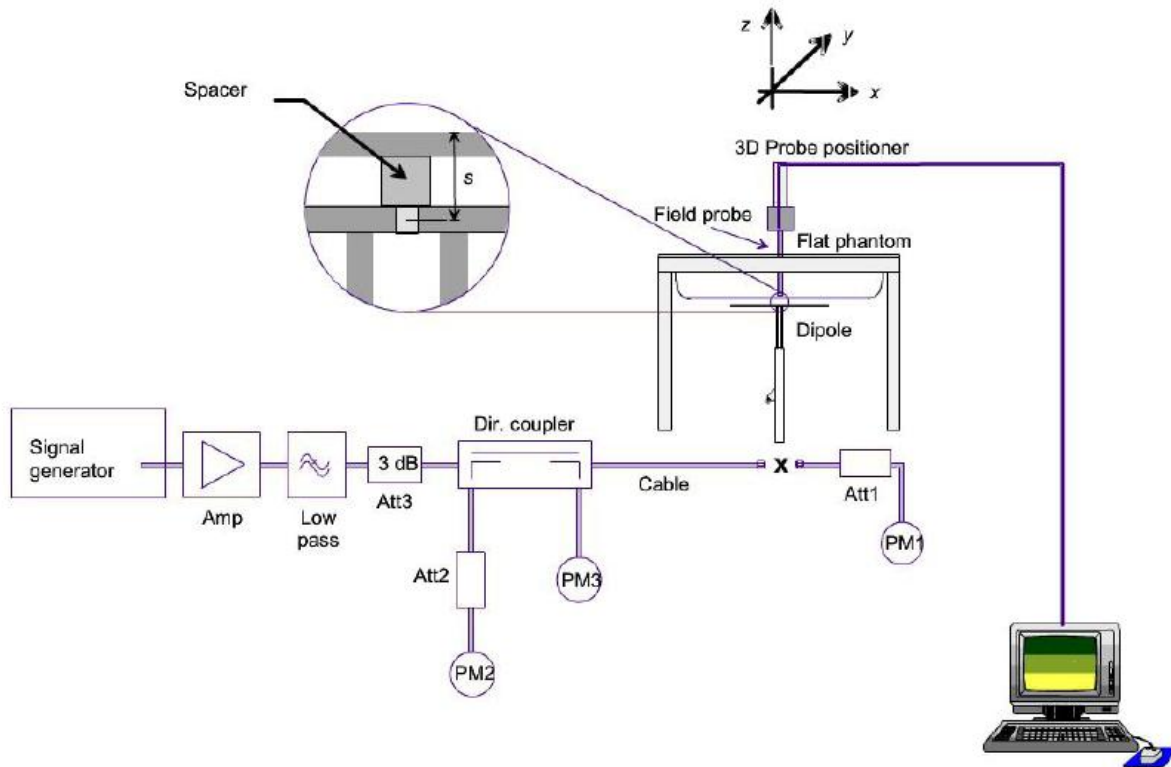 z
y
x
Spacer
s
3D Probe positioner
Field probe
Flat phantom
Dipole
Signal
generator
Amp
Low
pass
3 dB
Att3
Dir. coupler
Cable
x
Att1
PM1
Att2
PM3
PM2